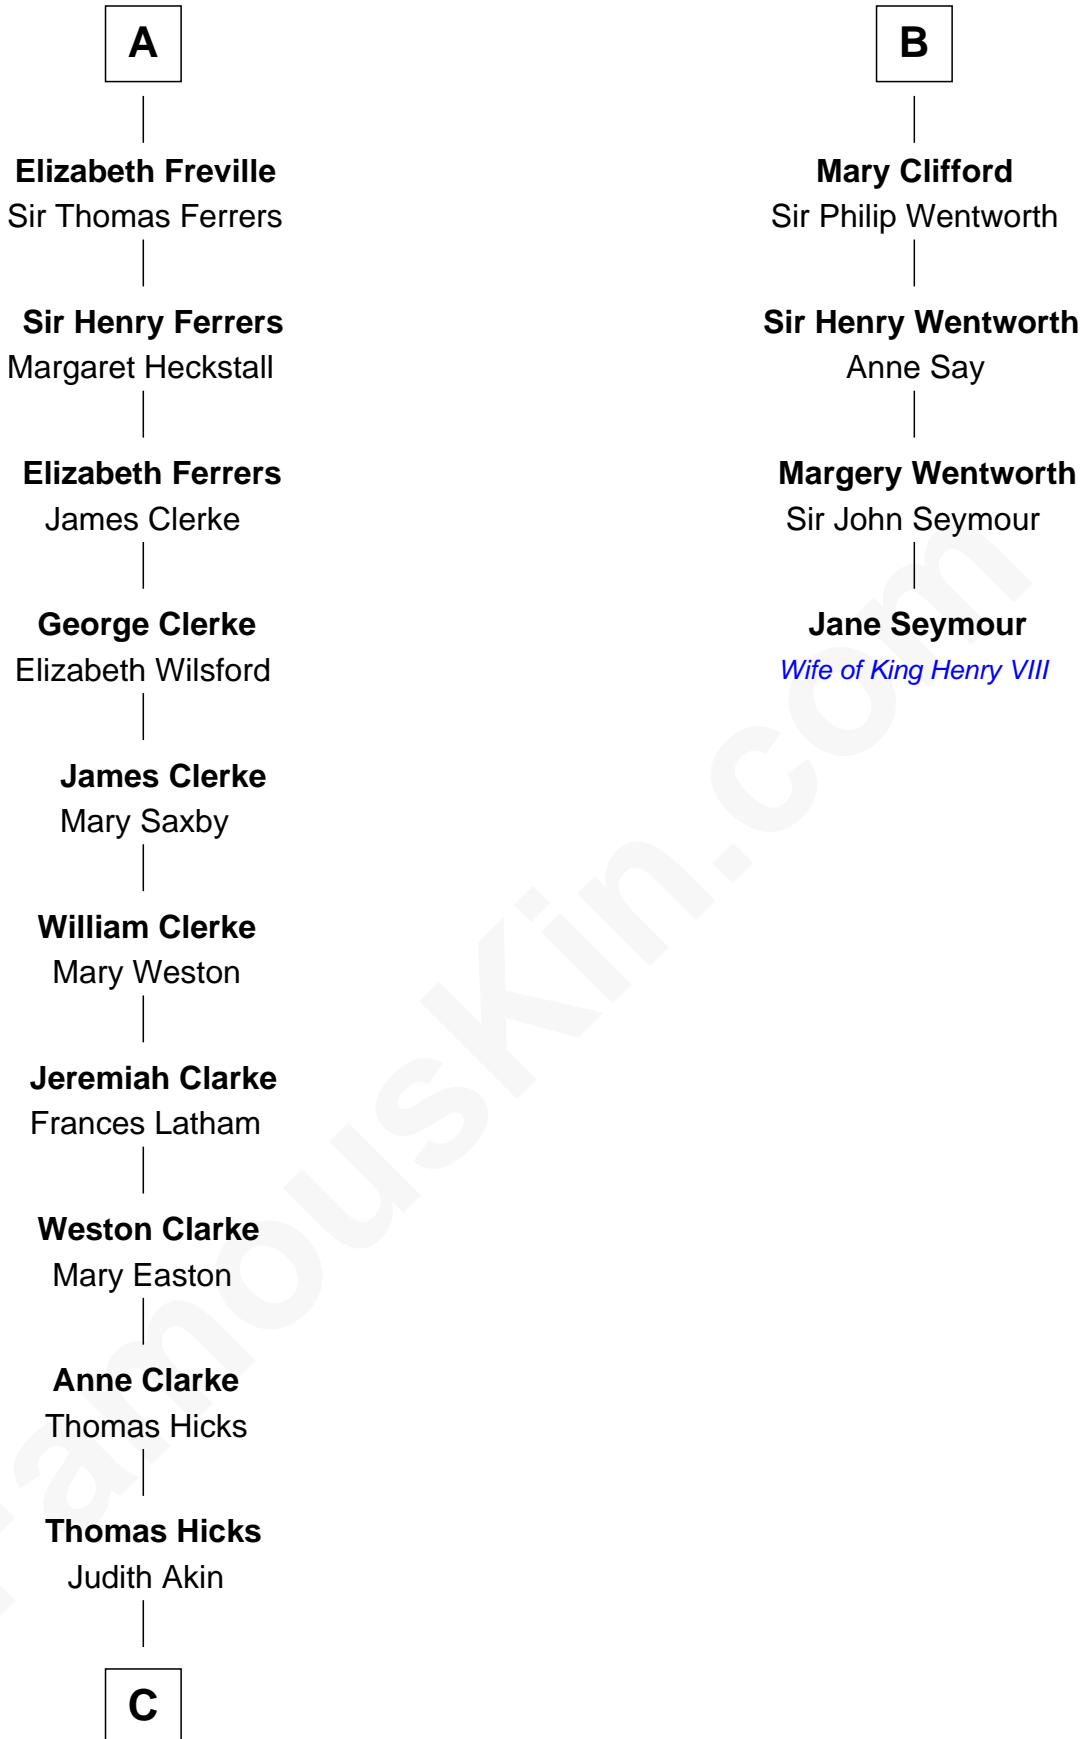 A
Elizabeth Freville
Sir Thomas Ferrers
Sir Henry Ferrers
Margaret Heckstall
Elizabeth Ferrers
James Clerke
George Clerke
Elizabeth Wilsford
James Clerke
Mary Saxby
William Clerke
Mary Weston
Jeremiah Clarke
Frances Latham
Weston Clarke
Mary Easton
Anne Clarke
Thomas Hicks
Thomas Hicks
Judith Akin
C
B
Mary Clifford
Sir Philip Wentworth
Sir Henry Wentworth
Anne Say
Margery Wentworth
Sir John Seymour
Jane Seymour
Wife of King Henry VIII
FamousKin.com